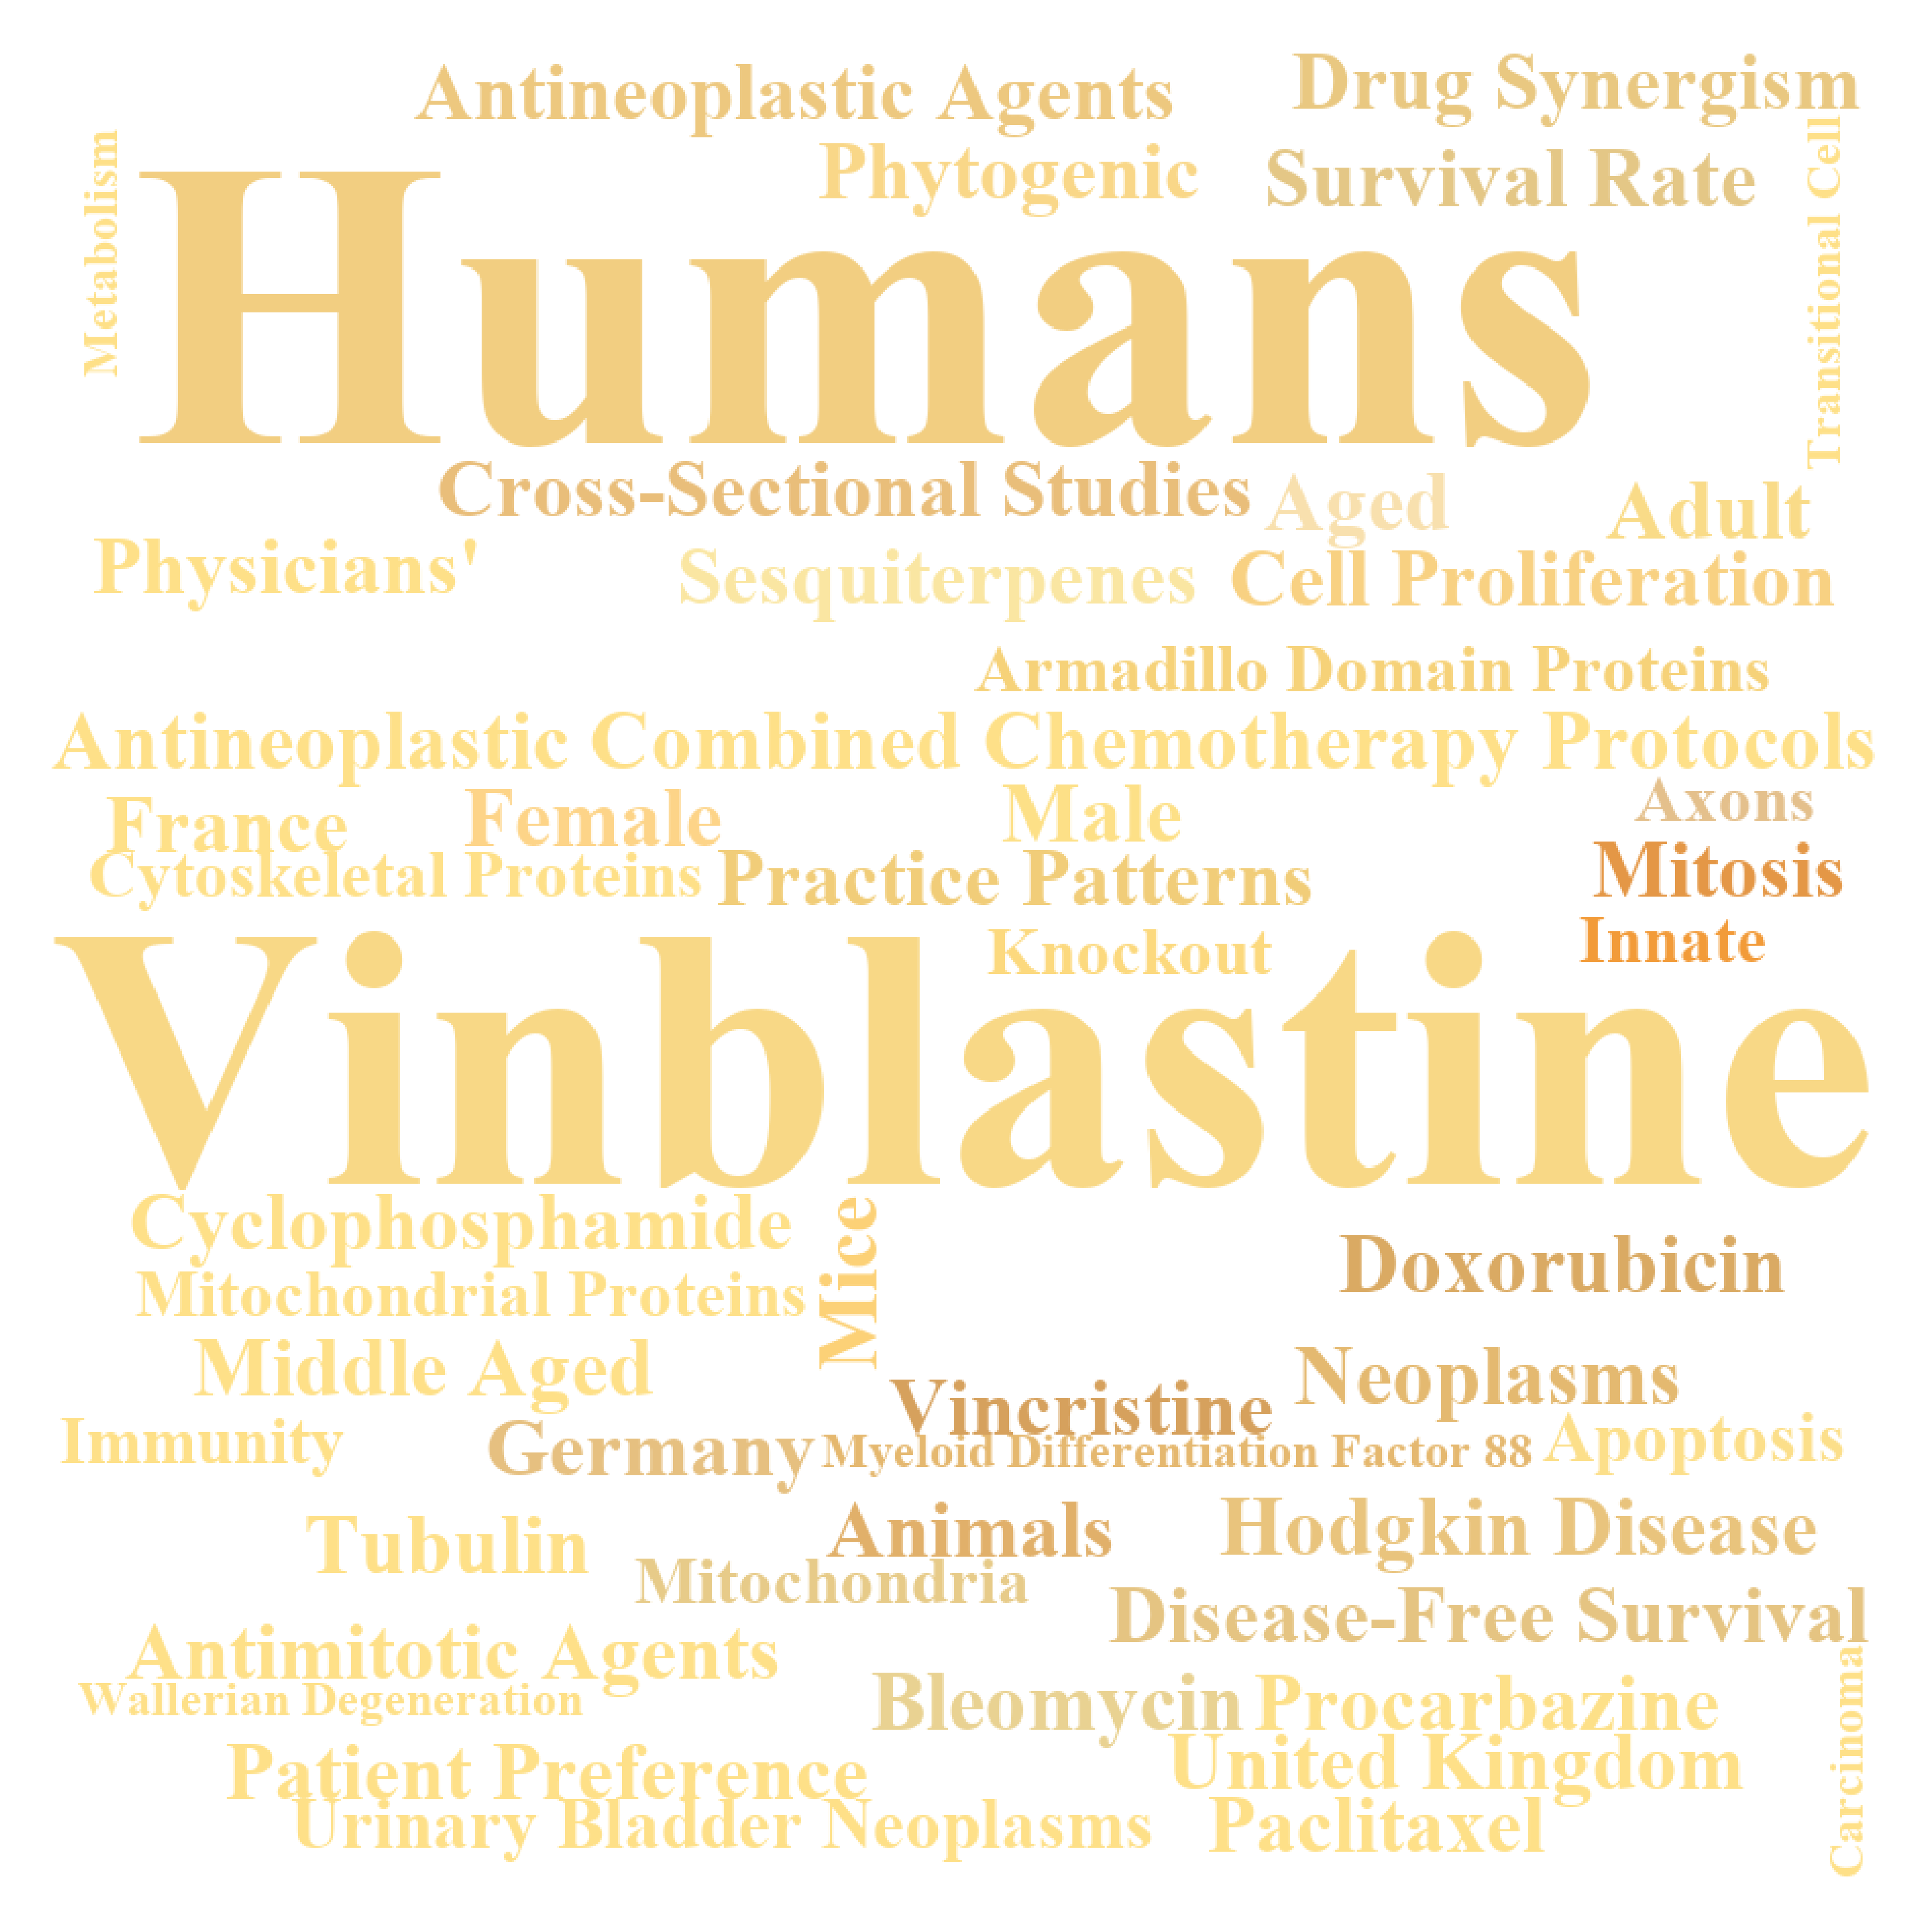 Antineoplastic Agents
Drug Synergism
Phytogenic
Survival Rate
Metabolism
Transitional Cell
Humans
Cross-Sectional Studies
Aged
Adult
Physicians'
Sesquiterpenes
Cell Proliferation
Armadillo Domain Proteins
Antineoplastic Combined Chemotherapy Protocols
France
Female
Male
Axons
Cytoskeletal Proteins
Practice Patterns
Mitosis
Knockout
Innate
Vinblastine
Cyclophosphamide
Mice
Doxorubicin
Mitochondrial Proteins
Middle Aged
Vincristine
Neoplasms
Immunity
Germany
Myeloid Differentiation Factor 88
Apoptosis
Tubulin
Animals
Hodgkin Disease
Mitochondria
Disease-Free Survival
Antimitotic Agents
Wallerian Degeneration
Bleomycin
Procarbazine
Carcinoma
Patient Preference
United Kingdom
Urinary Bladder Neoplasms
Paclitaxel